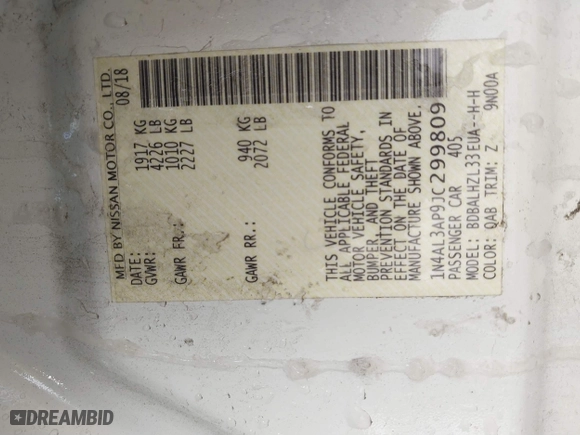 MFD BY NISSAN MOTOR CO., LTD.
DATE: 08/18
GVWR: 1917 KG
4226 LB
GAWR FR.: 1010 KG
2227 LB
GAWR RR.: 940 KG
2072 LB
THIS VEHICLE CONFORMS TO
ALL APPLICABLE FEDERAL
MOTOR VEHICLE SAFETY,
BUMPER, AND THEFT
PREVENTION STANDARDS IN
EFFECT ON THE DATE OF
MANUFACTURE SHOWN ABOVE.
1N4AL3AP9JC299809
PASSENGER CAR 405
MODEL: BDBALHZL33EUA--H-H
COLOR: QAB TRIM: Z 9N00A
DREAMBID